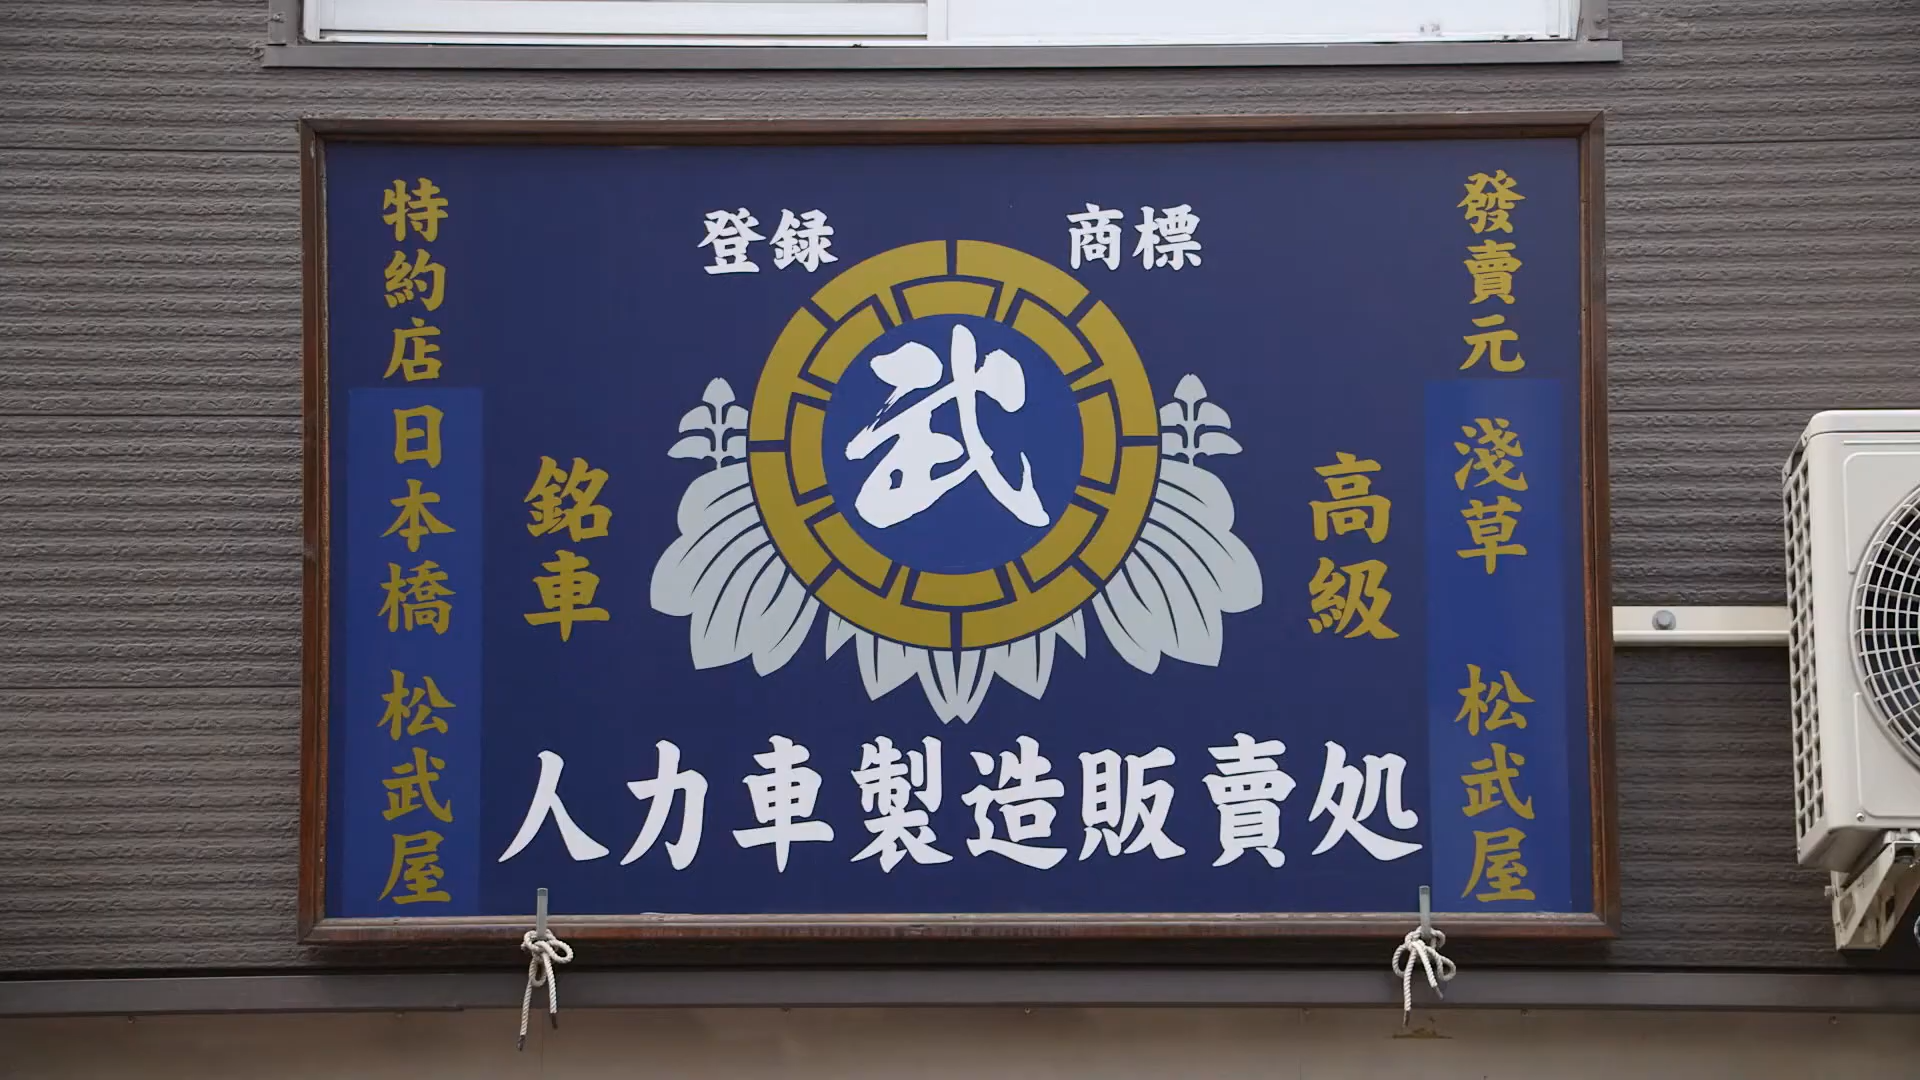 登録 商標
武
發賣元 淺草 松武屋
高級
銘車
特約店 日本橋 松武屋
人力車製造販賣処